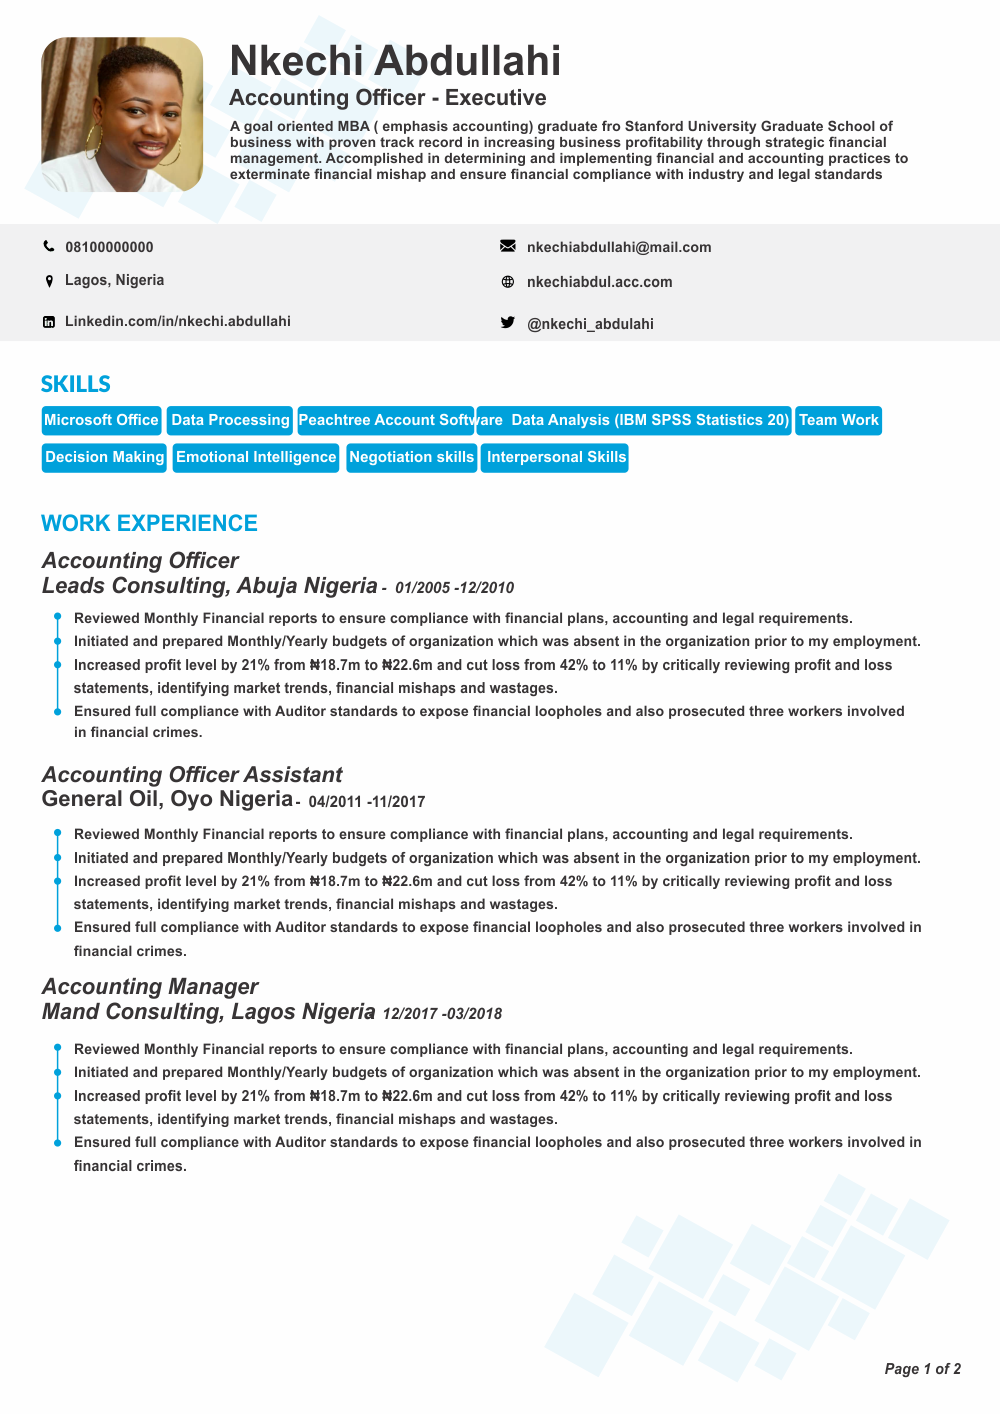 Nkechi Abdullahi
Accounting Officer - Executive
A goal oriented MBA ( emphasis accounting) graduate fro Stanford University Graduate School of
business with proven track record in increasing business profitability through strategic financial
management. Accomplished in determining and implementing financial and accounting practices to
exterminate financial mishap and ensure financial compliance with industry and legal standards
08100000000
nkechiabdullahi@mail.com
Lagos, Nigeria
nkechiabdul.acc.com
Linkedin.com/in/nkechi.abdullahi
@nkechi_abdulahi
SKILLS
Microsoft Office Data Processing Peachtree Account Software Data Analysis (IBM SPSS Statistics 20) Team Work
Decision Making Emotional Intelligence Negotiation skills Interpersonal Skills
WORK EXPERIENCE
Accounting Officer
Leads Consulting, Abuja Nigeria - 01/2005 -12/2010
Reviewed Monthly Financial reports to ensure compliance with financial plans, accounting and legal requirements.
Initiated and prepared Monthly/Yearly budgets of organization which was absent in the organization prior to my employment.
Increased profit level by 21% from ₦18.7m to ₦22.6m and cut loss from 42% to 11% by critically reviewing profit and loss
statements, identifying market trends, financial mishaps and wastages.
Ensured full compliance with Auditor standards to expose financial loopholes and also prosecuted three workers involved
in financial crimes.
Accounting Officer Assistant
General Oil, Oyo Nigeria - 04/2011 -11/2017
Reviewed Monthly Financial reports to ensure compliance with financial plans, accounting and legal requirements.
Initiated and prepared Monthly/Yearly budgets of organization which was absent in the organization prior to my employment.
Increased profit level by 21% from ₦18.7m to ₦22.6m and cut loss from 42% to 11% by critically reviewing profit and loss
statements, identifying market trends, financial mishaps and wastages.
Ensured full compliance with Auditor standards to expose financial loopholes and also prosecuted three workers involved in
financial crimes.
Accounting Manager
Mand Consulting, Lagos Nigeria 12/2017 -03/2018
Reviewed Monthly Financial reports to ensure compliance with financial plans, accounting and legal requirements.
Initiated and prepared Monthly/Yearly budgets of organization which was absent in the organization prior to my employment.
Increased profit level by 21% from ₦18.7m to ₦22.6m and cut loss from 42% to 11% by critically reviewing profit and loss
statements, identifying market trends, financial mishaps and wastages.
Ensured full compliance with Auditor standards to expose financial loopholes and also prosecuted three workers involved in
financial crimes.
Page 1 of 2